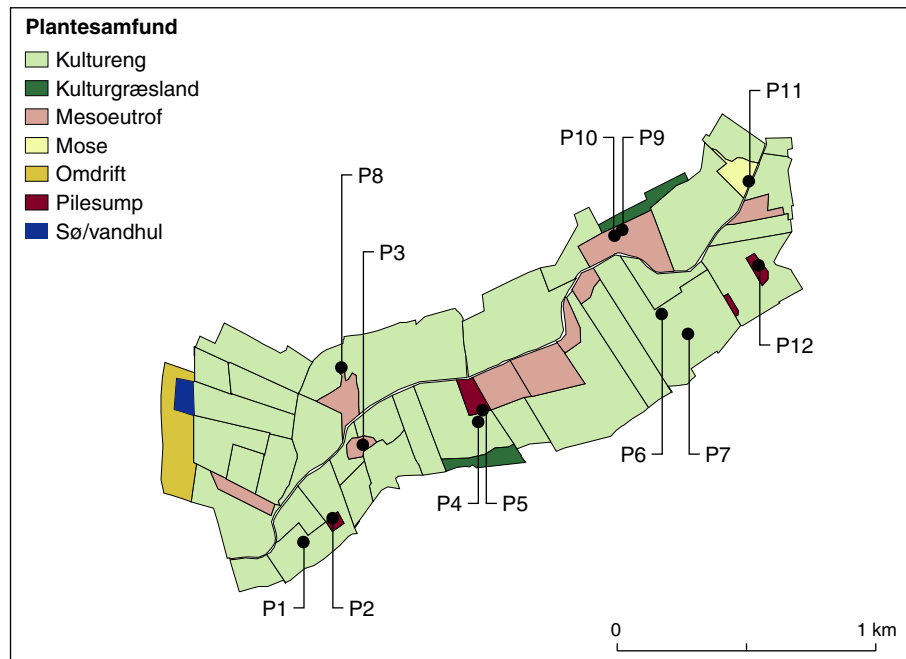 Plantesamfund
Kultureng
Kulturgræsland
Mesoeutrof
Mose
Omdrift
Pilesump
Sø/vandhul
P11
P10 P9
P8
P3
P12
P6 P7
P4 P5
P1 P2
0 1 km